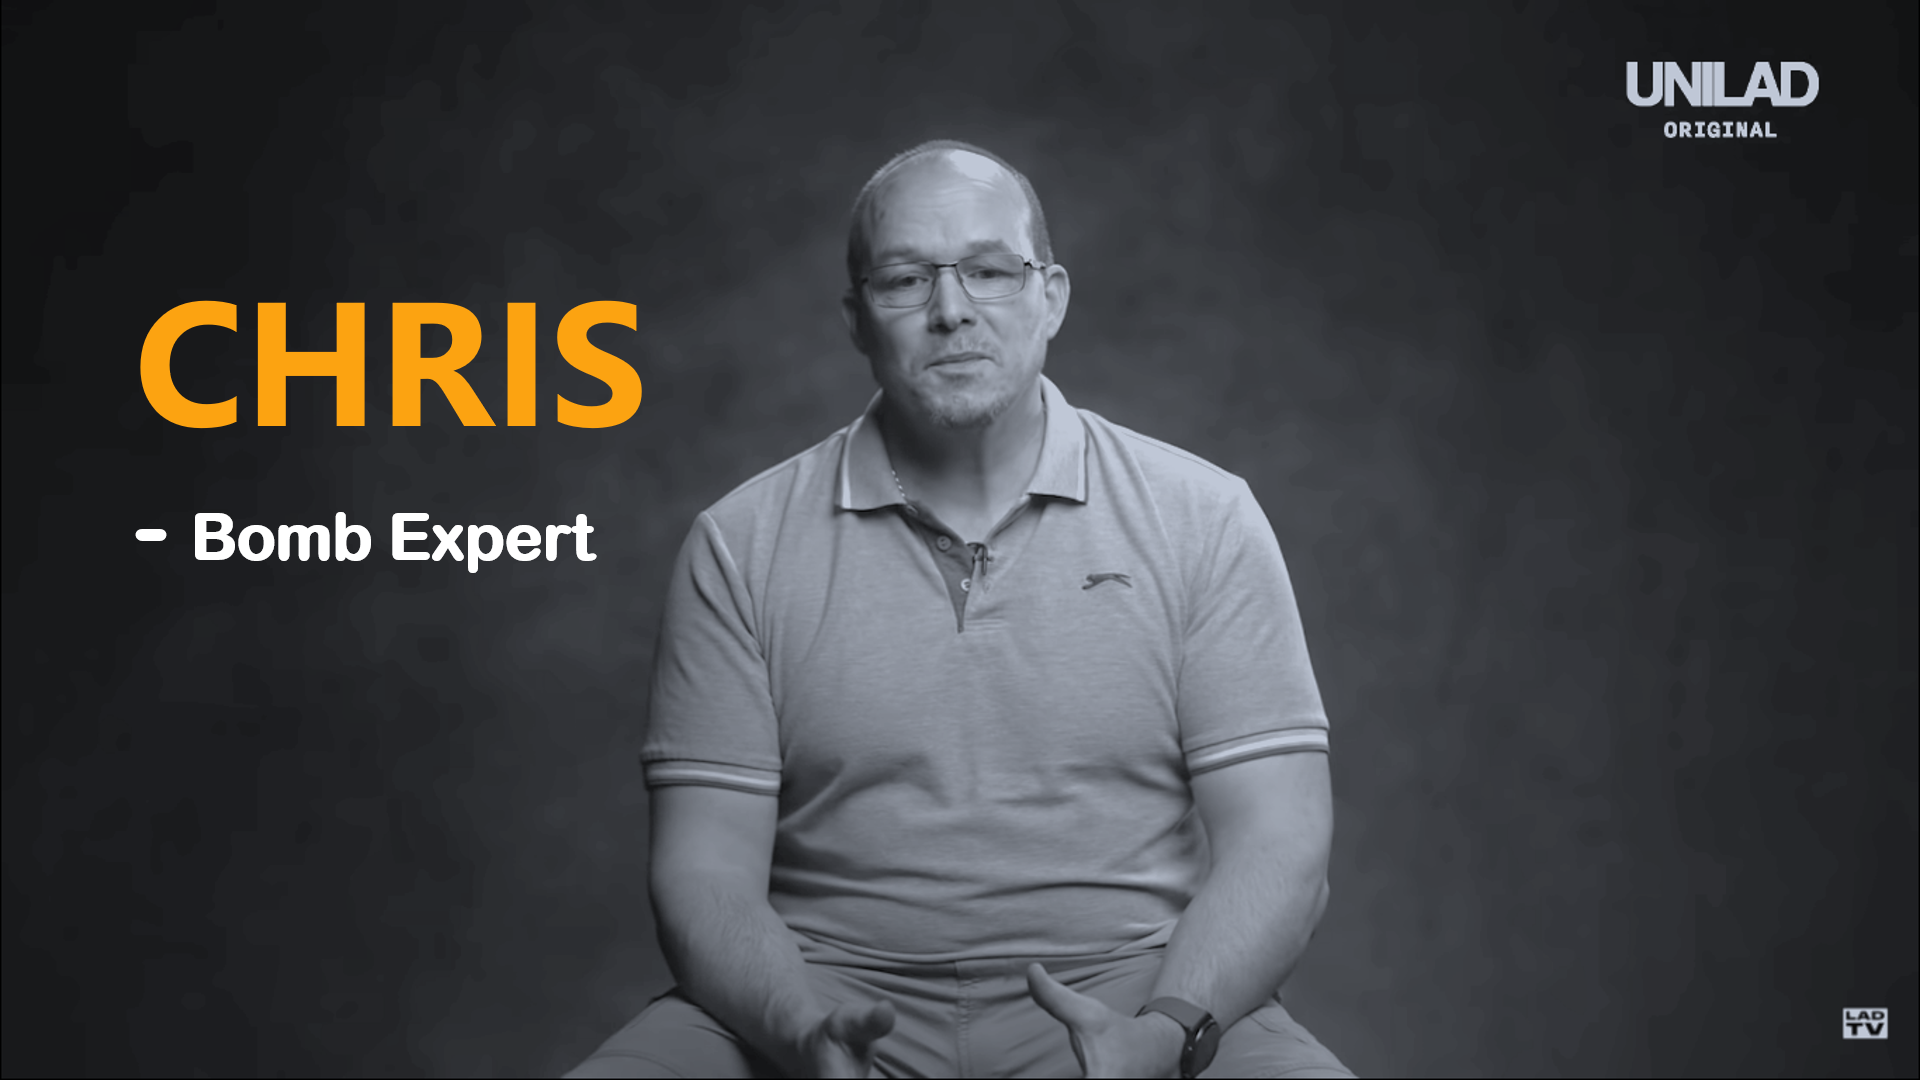 UNILAD
ORIGINAL
CHRIS
- Bomb Expert
LAD
TV